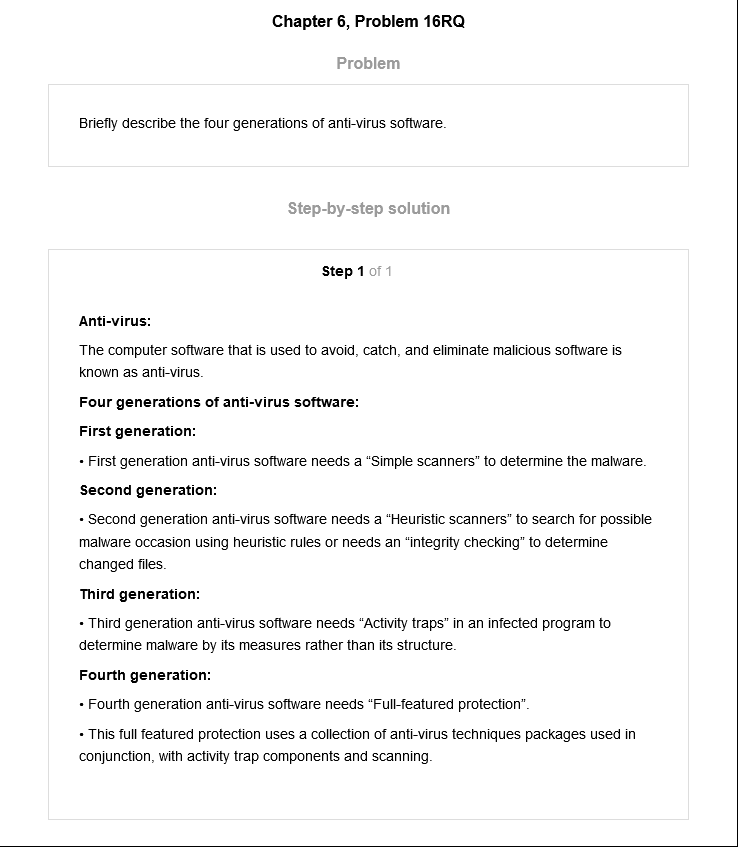 Chapter 6, Problem 16RQ
Problem
Briefly describe the four generations of anti-virus software.
Step-by-step solution
Step 1 of 1
Anti-virus:
The computer software that is used to avoid, catch, and eliminate malicious software is
known as anti-virus.
Four generations of anti-virus software:
First generation:
• First generation anti-virus software needs a “Simple scanners” to determine the malware.
Second generation:
• Second generation anti-virus software needs a “Heuristic scanners” to search for possible
malware occasion using heuristic rules or needs an “integrity checking” to determine
changed files.
Third generation:
• Third generation anti-virus software needs “Activity traps” in an infected program to
determine malware by its measures rather than its structure.
Fourth generation:
• Fourth generation anti-virus software needs “Full-featured protection”.
• This full featured protection uses a collection of anti-virus techniques packages used in
conjunction, with activity trap components and scanning.